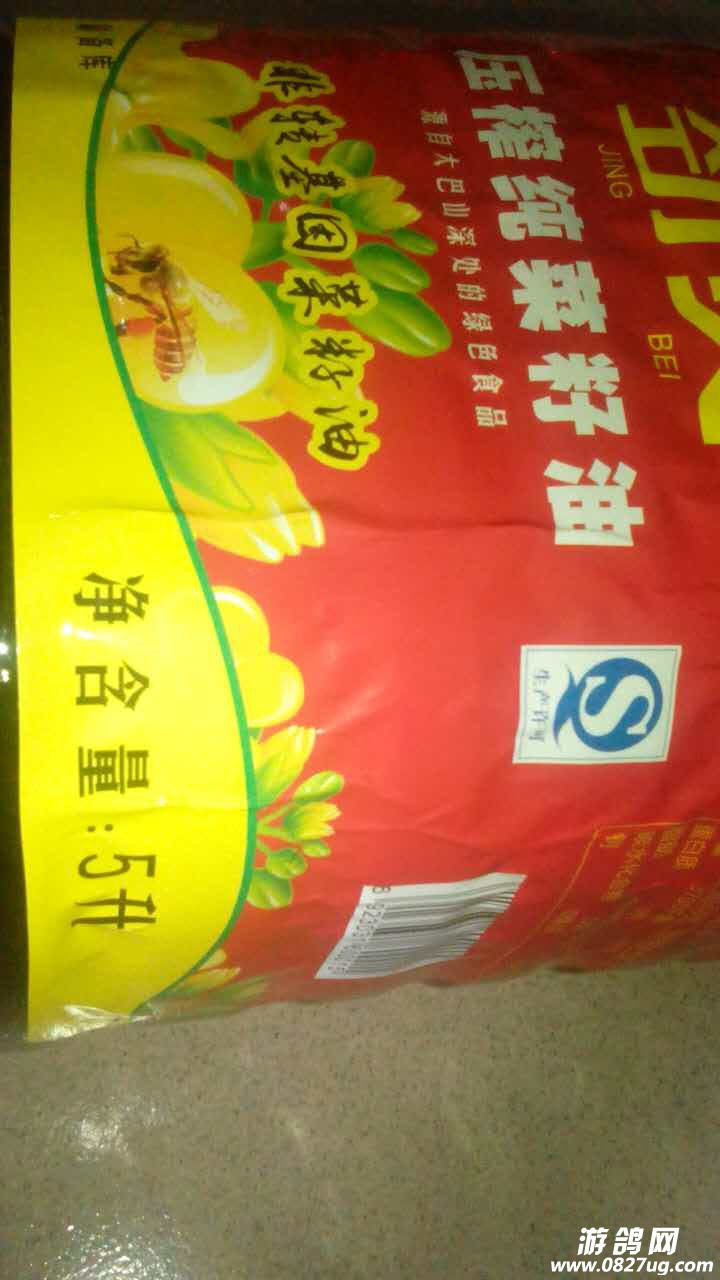 JING
BEI
压榨纯菜籽油
源自大巴山深处的绿色食品
非转基因菜籽油
生产许可
净含量:5升
游鸽网
www.0827ug.com